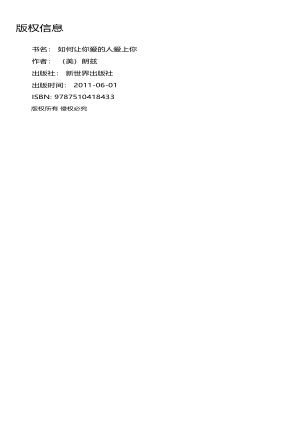 版权信息
书名： 如何让你爱的人爱上你
作者： （美）朗兹
出版社： 新世界出版社
出版时间： 2011-06-01
ISBN: 9787510418433
版权所有 侵权必究